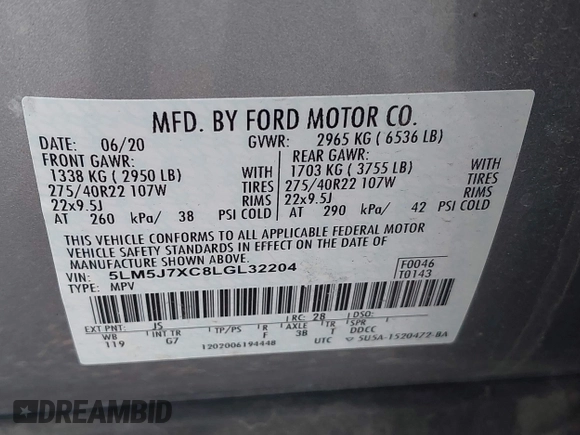 MFD. BY FORD MOTOR CO.
DATE: 06/20 GVWR: 2965 KG ( 6536 LB)
FRONT GAWR: REAR GAWR:
1338 KG ( 2950 LB) WITH 1703 KG ( 3755 LB) WITH
275/40R22 107W TIRES 275/40R22 107W TIRES
22x9.5J RIMS 22x9.5J RIMS
AT 260 kPa/ 38 PSI COLD AT 290 kPa/ 42 PSI COLD
THIS VEHICLE CONFORMS TO ALL APPLICABLE FEDERAL MOTOR
VEHICLE SAFETY STANDARDS IN EFFECT ON THE DATE OF
MANUFACTURE SHOWN ABOVE.
VIN: 5LM5J7XC8LGL32204 F0046
TYPE: MPV T0143
EXT PNT: JS RC: 28 DSO:
WB INT TR TP/PS R AXLE TR SPR
119 G7 F 3B T DDCC
1202006194448 UTC 5U5A-1520472-BA
DREAMBID